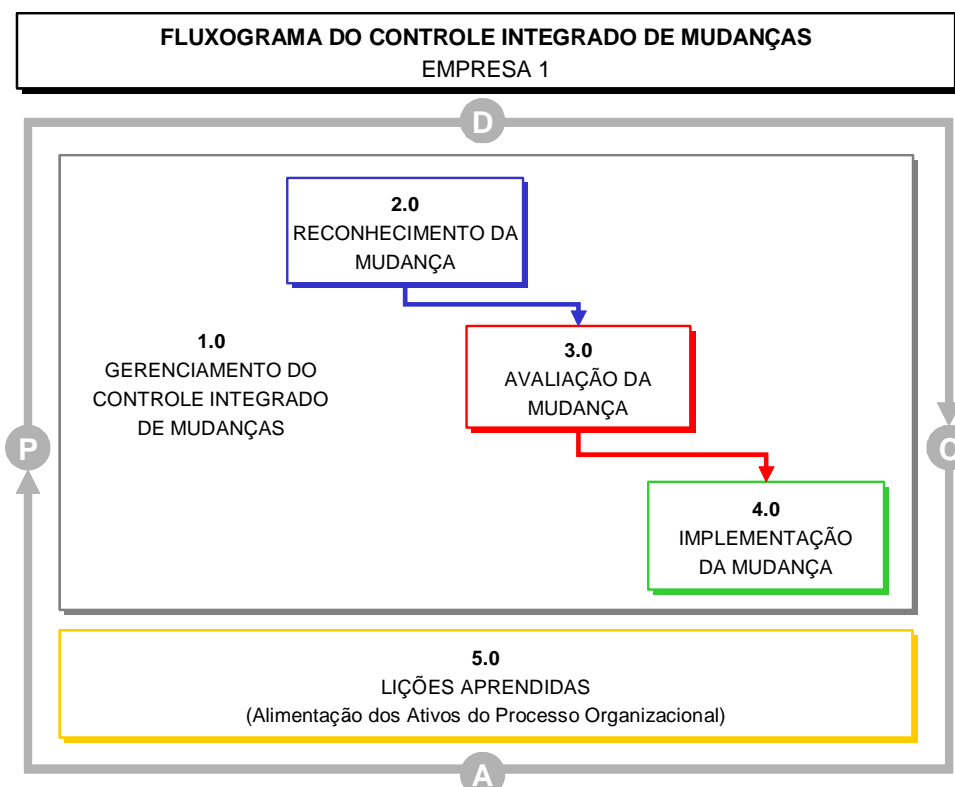 FLUXOGRAMA DO CONTROLE INTEGRADO DE MUDANÇAS
EMPRESA 1
D
2.0
RECONHECIMENTO DA
MUDANÇA
1.0
GERENCIAMENTO DO
CONTROLE INTEGRADO
DE MUDANÇAS
3.0
AVALIAÇÃO DA
MUDANÇA
P
C
4.0
IMPLEMENTAÇÃO
DA MUDANÇA
5.0
LIÇÕES APRENDIDAS
(Alimentação dos Ativos do Processo Organizacional)
A